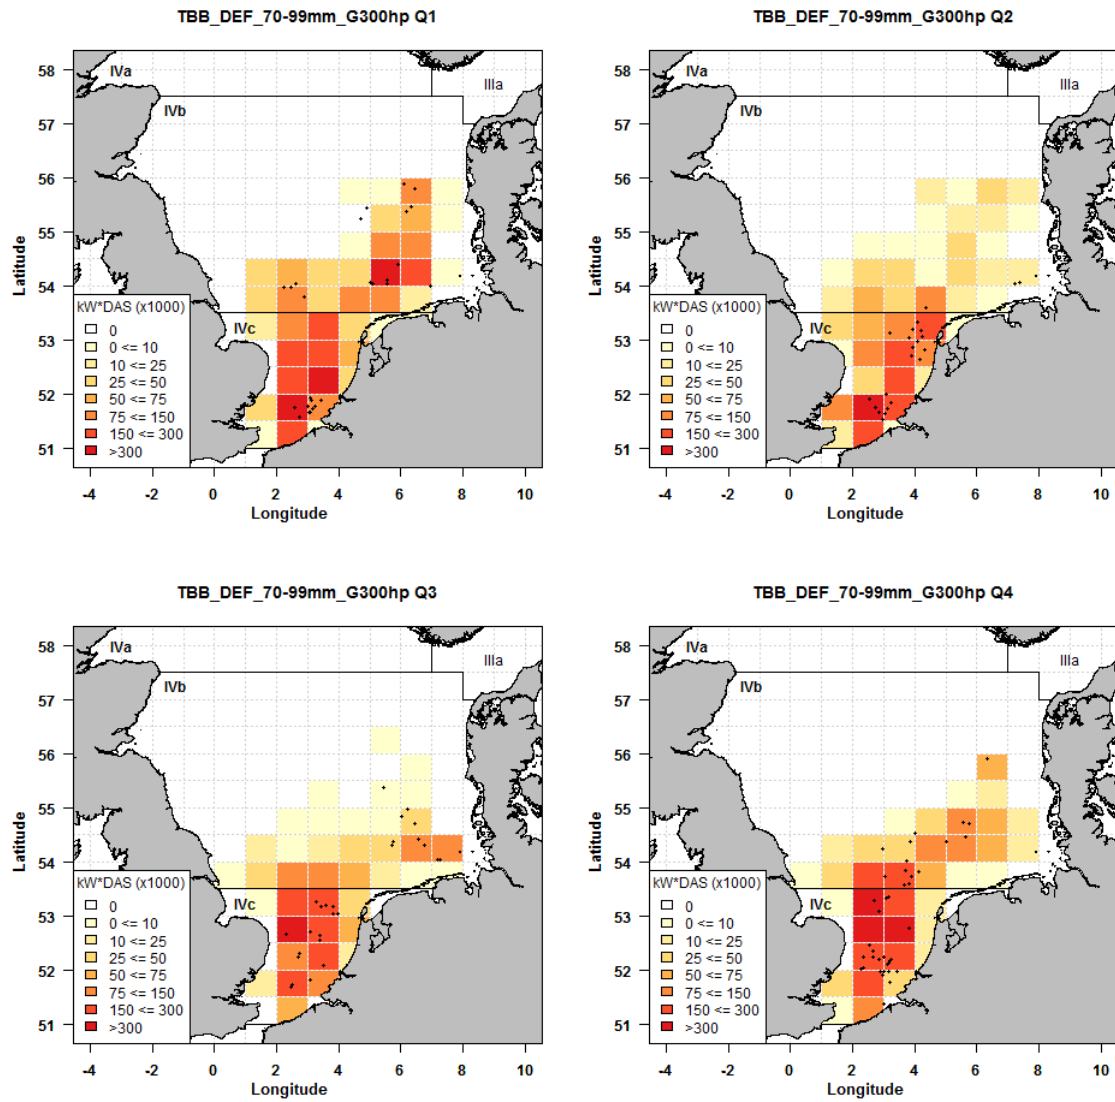 TBB_DEF_70-99mm_G300hp Q1
IVa
IIIa
IVb
IVc
58
57
56
55
54
53
52
51
Latitude
kW*DAS (x1000)
0
0 <= 10
10 <= 25
25 <= 50
50 <= 75
75 <= 150
150 <= 300
>300
-4 -2 0 2 4 6 8 10
Longitude
TBB_DEF_70-99mm_G300hp Q2
IVa
IIIa
IVb
IVc
58
57
56
55
54
53
52
51
Latitude
kW*DAS (x1000)
0
0 <= 10
10 <= 25
25 <= 50
50 <= 75
75 <= 150
150 <= 300
>300
-4 -2 0 2 4 6 8 10
Longitude
TBB_DEF_70-99mm_G300hp Q3
IVa
IIIa
IVb
IVc
58
57
56
55
54
53
52
51
Latitude
kW*DAS (x1000)
0
0 <= 10
10 <= 25
25 <= 50
50 <= 75
75 <= 150
150 <= 300
>300
-4 -2 0 2 4 6 8 10
Longitude
TBB_DEF_70-99mm_G300hp Q4
IVa
IIIa
IVb
IVc
58
57
56
55
54
53
52
51
Latitude
kW*DAS (x1000)
0
0 <= 10
10 <= 25
25 <= 50
50 <= 75
75 <= 150
150 <= 300
>300
-4 -2 0 2 4 6 8 10
Longitude